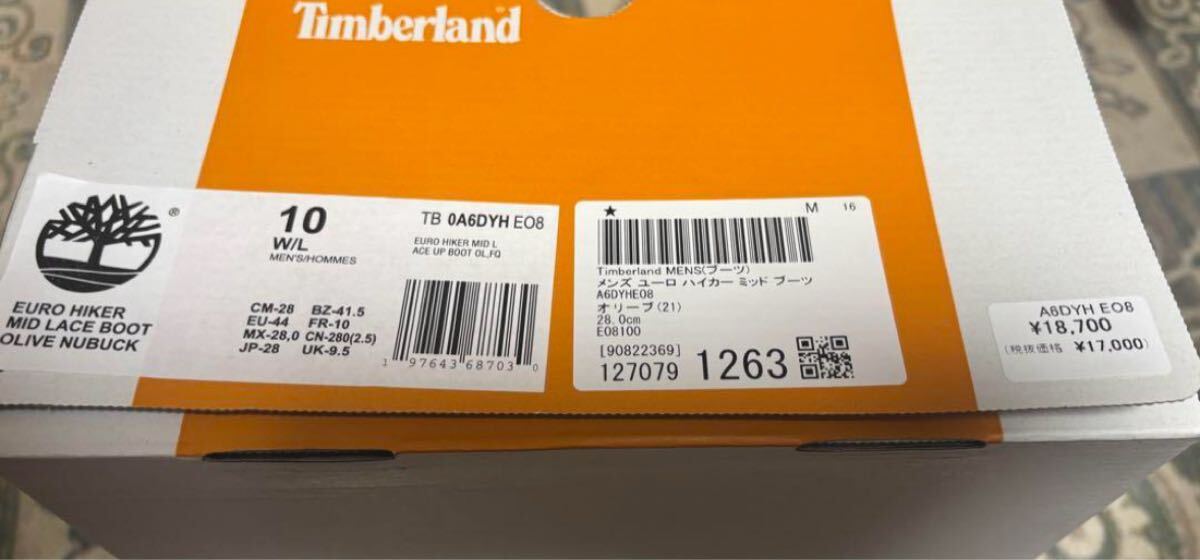 Timberland
®
10
W/L
MEN'S/HOMMES
TB 0A6DYH EO8
EURO HIKER MID L
ACE UP BOOT OL,FQ
EURO HIKER
MID LACE BOOT
OLIVE NUBUCK
CM-28 BZ-41.5
EU-44 FR-10
MX-28,0 CN-280(2.5)
JP-28 UK-9.5
1 97643 68703 0
★ M 16
Timberland MENS(ブーツ)
メンズ ユーロ ハイカー ミッド ブーツ
A6DYHE08
オリーブ(21)
28.0cm
E08100
[90822369]
127079 1263
A6DYH EO8
¥18,700
(税抜価格 ¥17,000)